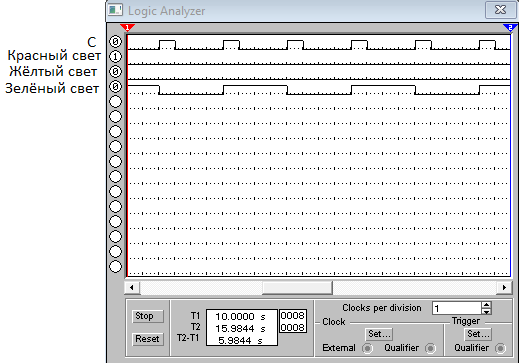 Logic Analyzer
1
2
С 0
Красный свет 1
Жёлтый свет 0
Зелёный свет 0
Stop
Reset
T1 10.0000 s 0008
T2 15.9844 s 0008
T2-T1 5.9844 s
Clocks per division 1
Clock
Set...
External Qualifier
Trigger
Set...
Qualifier